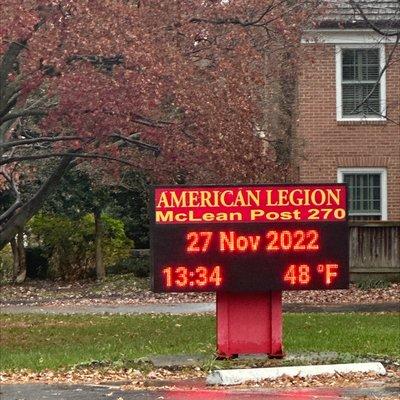 AMERICAN LEGION
McLean Post 270
27 Nov 2022
13:34 48 °F